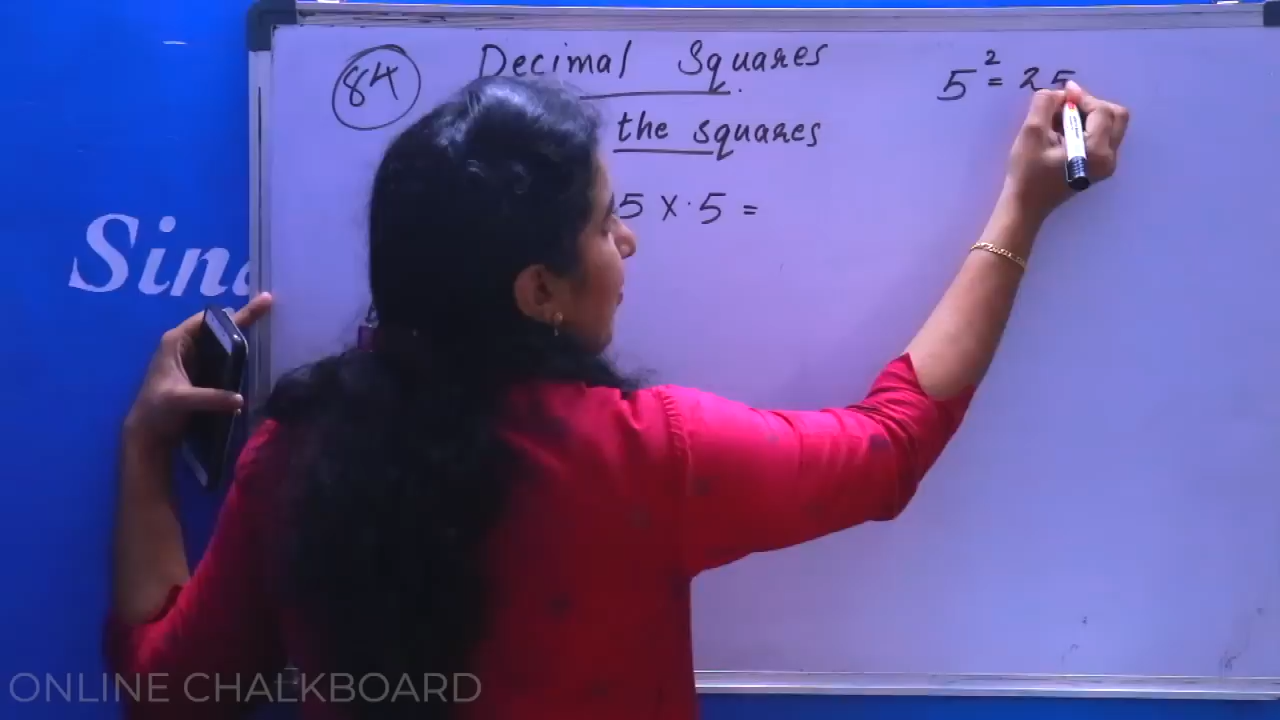 84
Decimal Squares
the squares
5 × .5 =
5² = 25
Sin
ONLINE CHALKBOARD